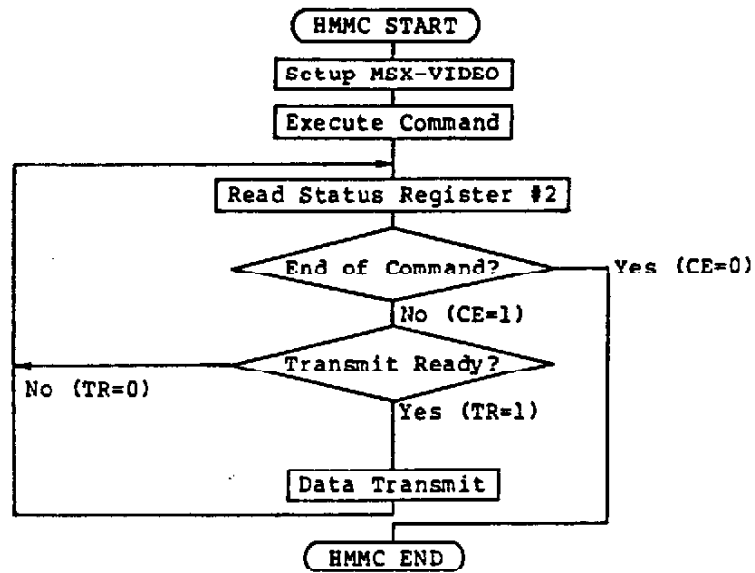 HMMC START
Setup MSX-VIDEO
Execute Command
Read Status Register #2
End of Command?
Yes (CE=0)
No (CE=1)
Transmit Ready?
No (TR=0)
Yes (TR=1)
Data Transmit
HMMC END